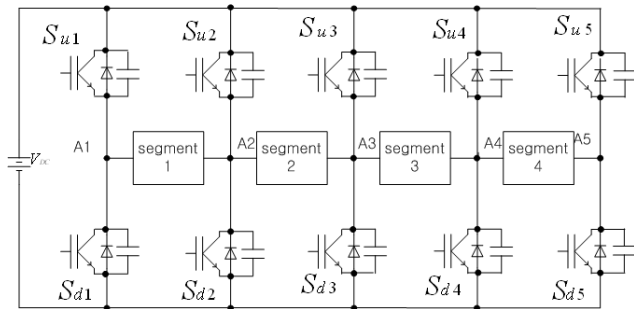 Su1 Su2 Su3 Su4 Su5
A1 A2 A3 A4 A5
segment 1
segment 2
segment 3
segment 4
VDC
Sd1 Sd2 Sd3 Sd4 Sd5